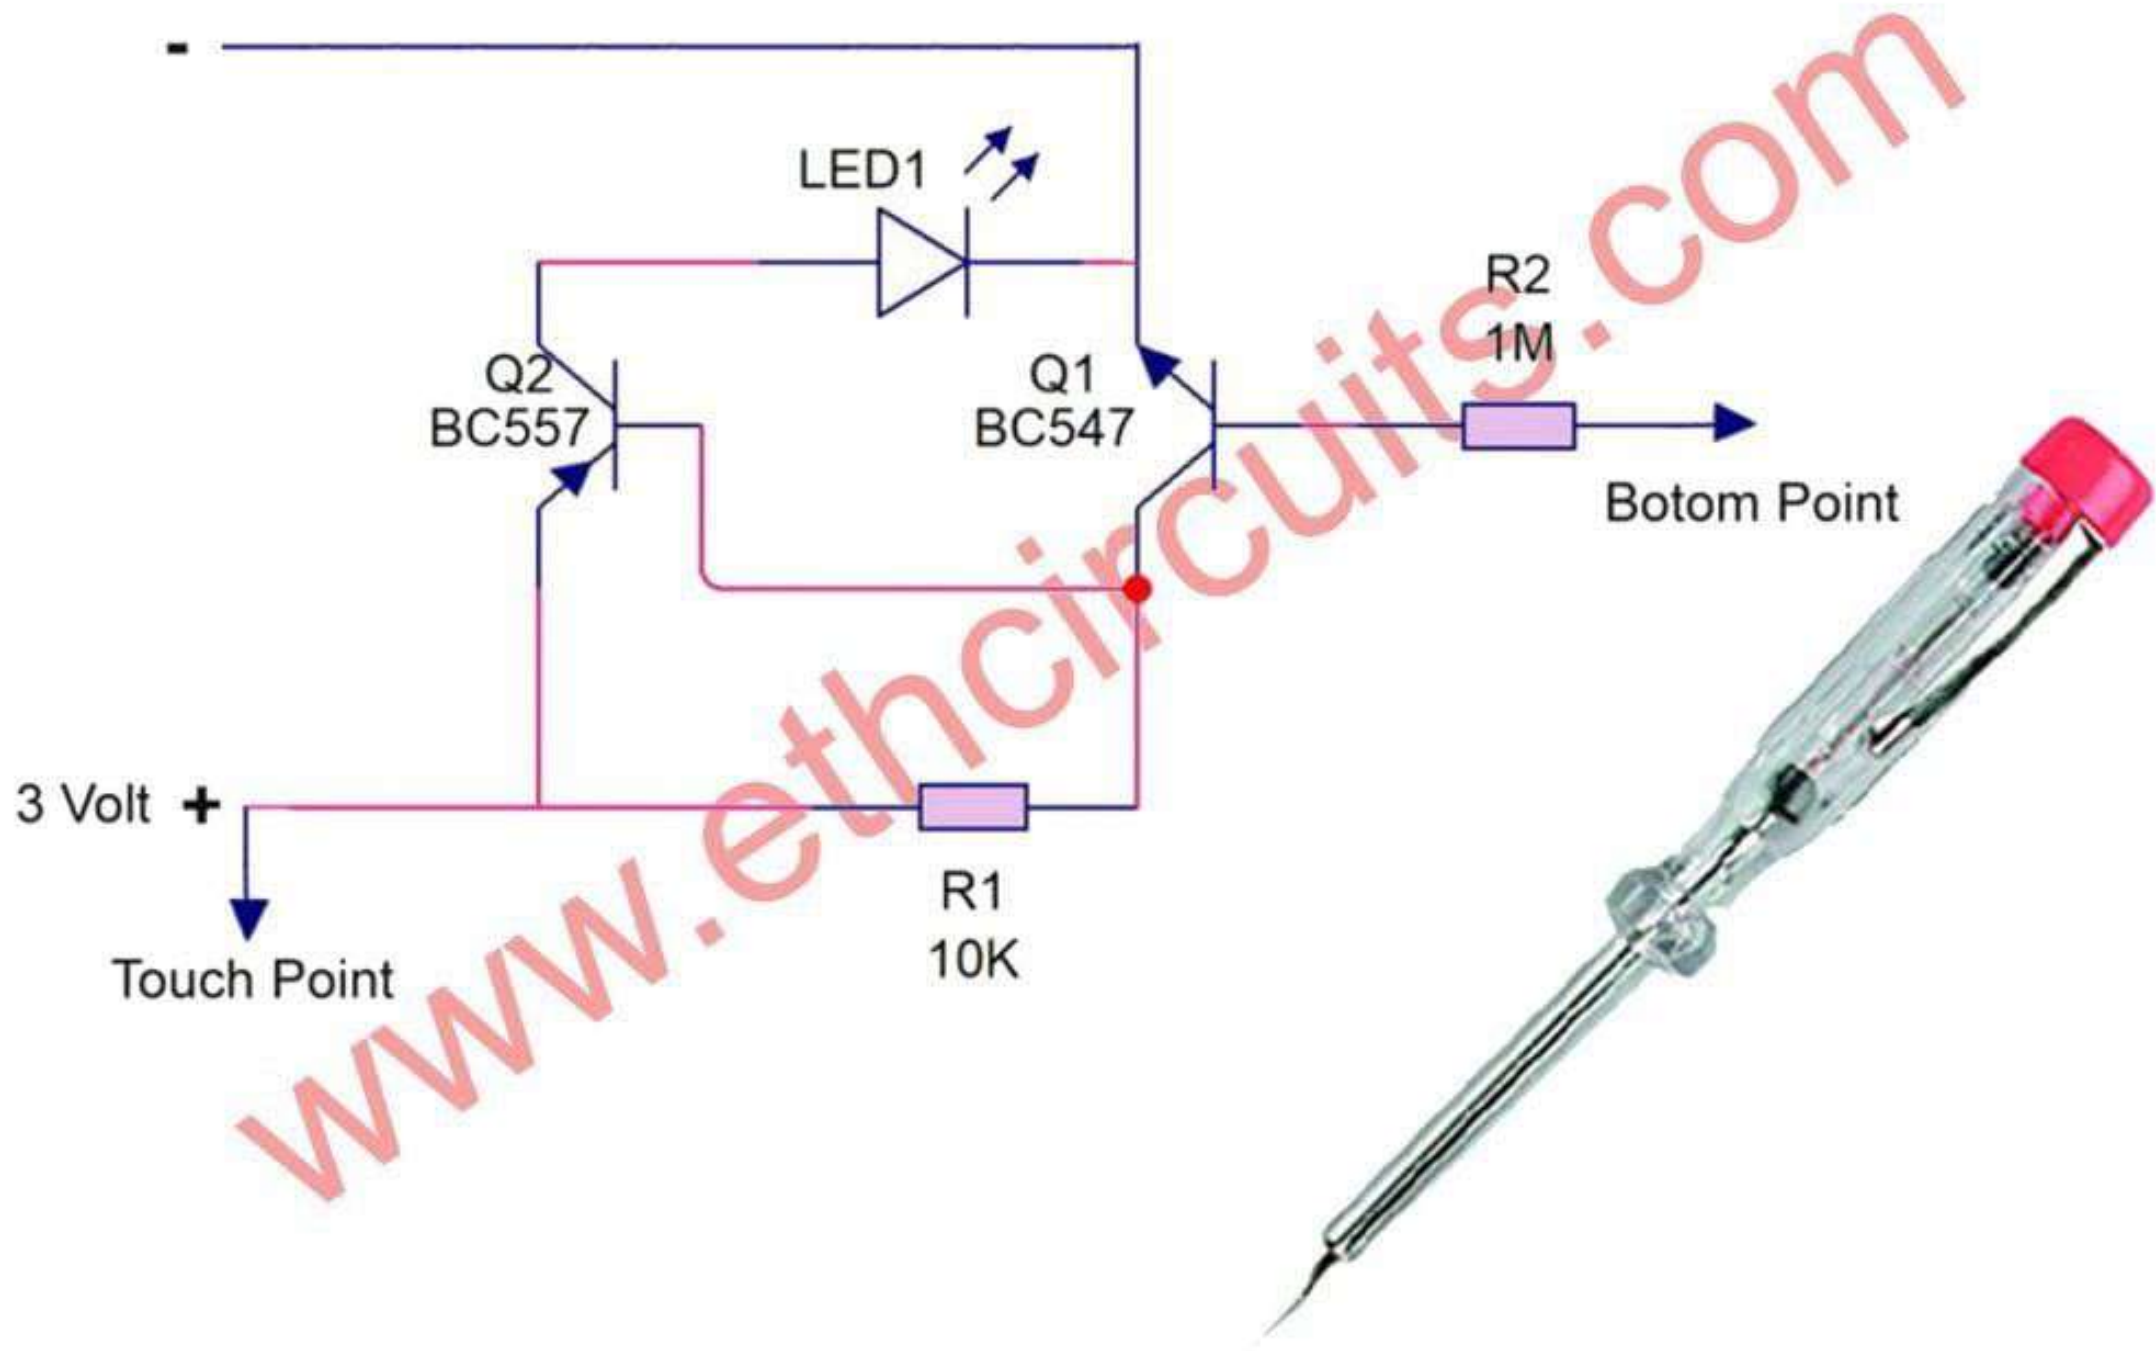 -
LED1
R2
1M
Q2
BC557
Q1
BC547
Botom Point
3 Volt +
R1
10K
Touch Point
www.ethcircuits.com